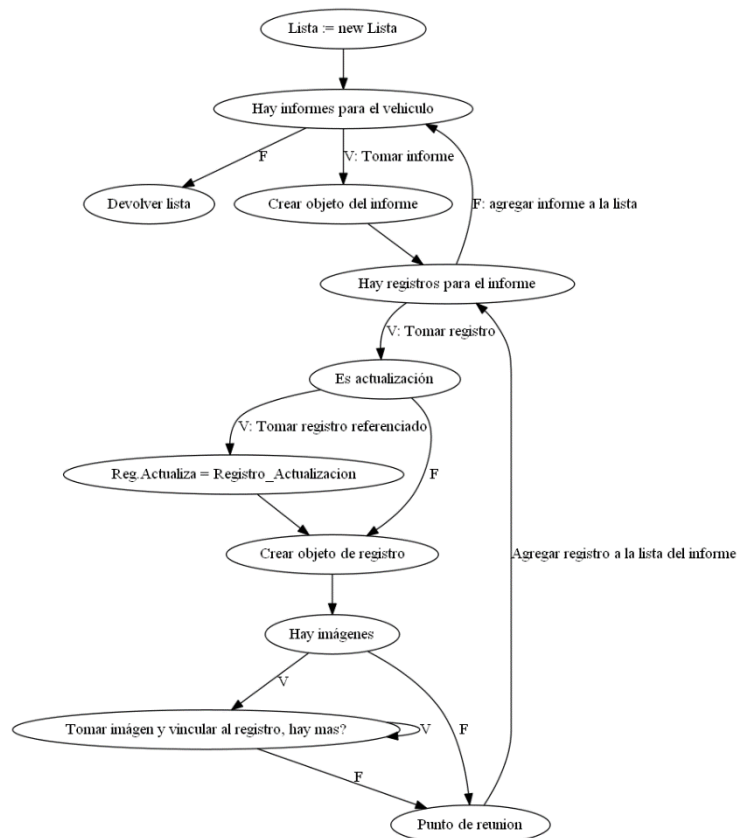 Lista := new Lista
Hay informes para el vehiculo
F
V: Tomar informe
Devolver lista
Crear objeto del informe
F: agregar informe a la lista
Hay registros para el informe
V: Tomar registro
Es actualización
V: Tomar registro referenciado
Reg.Actualiza = Registro_Actualizacion
F
Crear objeto de registro
Agregar registro a la lista del informe
Hay imágenes
V
Tomar imágen y vincular al registro, hay mas?
V
F
F
Punto de reunion